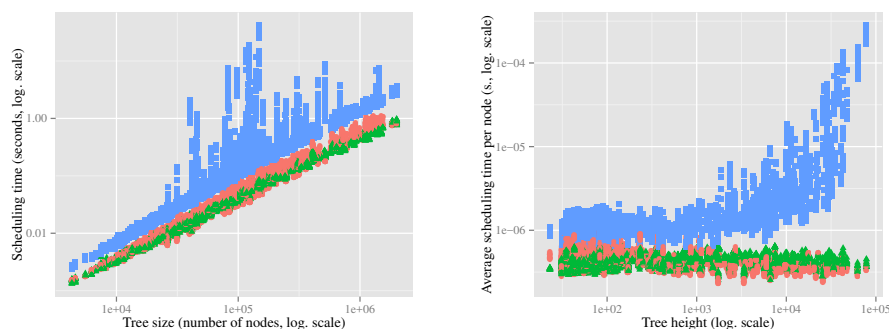 Scheduling time (seconds, log. scale)
1.00
0.01
1e+04
1e+05
1e+06
Tree size (number of nodes, log. scale)
Average scheduling time per node (s., log. scale)
1e−04
1e−05
1e−06
1e+02
1e+03
1e+04
1e+05
Tree height (log. scale)